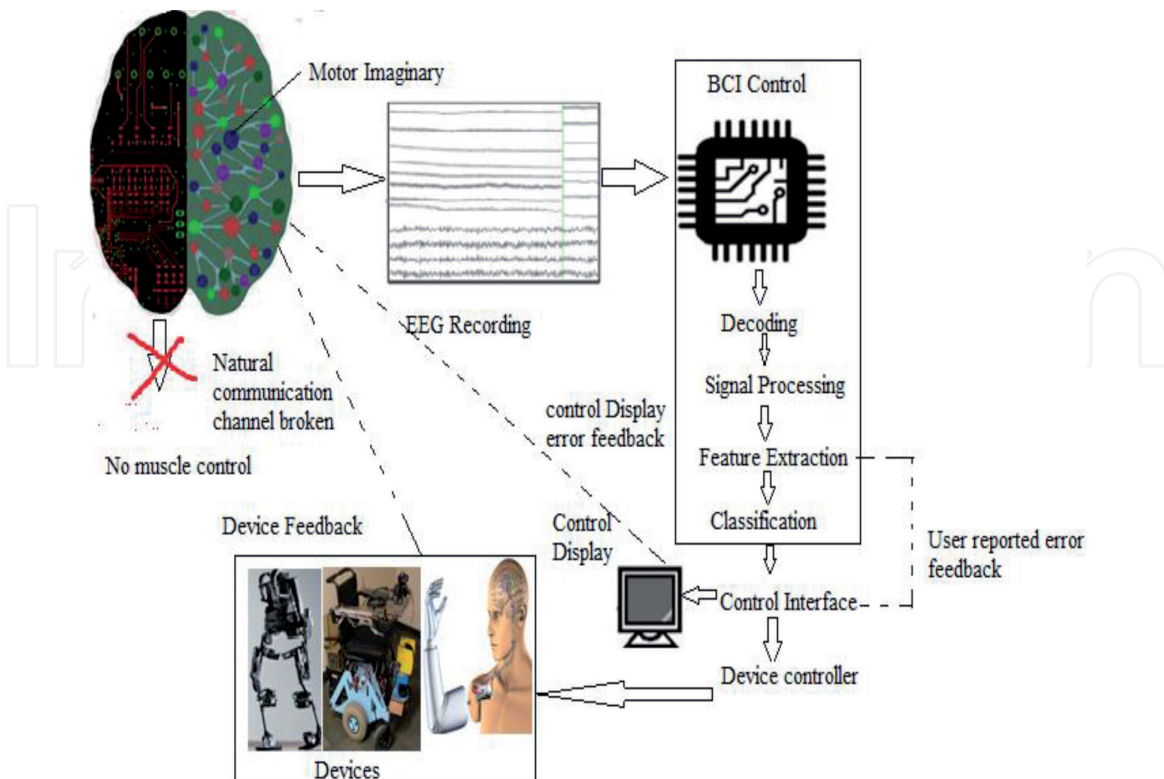 Motor Imaginary
BCI Control
EEG Recording
Decoding
Signal Processing
Feature Extraction
Classification
Natural
communication
channel broken
No muscle control
control Display
error feedback
Control
Display
User reported error
feedback
Control Interface
Device controller
Device Feedback
Devices